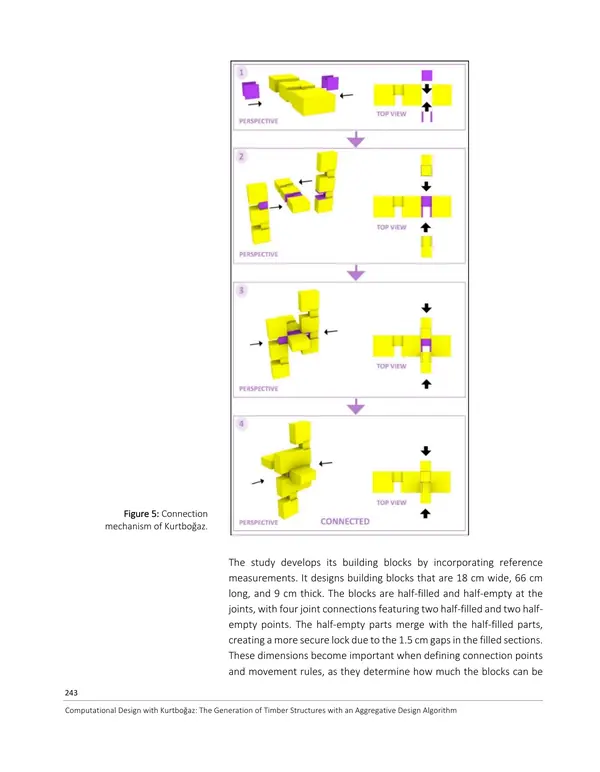 1
PERSPECTIVE
TOP VIEW
2
PERSPECTIVE
TOP VIEW
3
PERSPECTIVE
TOP VIEW
4
PERSPECTIVE
CONNECTED
TOP VIEW
Figure 5: Connection
mechanism of Kurtboğaz.
The study develops its building blocks by incorporating reference
measurements. It designs building blocks that are 18 cm wide, 66 cm
long, and 9 cm thick. The blocks are half-filled and half-empty at the
joints, with four joint connections featuring two half-filled and two half-
empty points. The half-empty parts merge with the half-filled parts,
creating a more secure lock due to the 1.5 cm gaps in the filled sections.
These dimensions become important when defining connection points
and movement rules, as they determine how much the blocks can be
243
Computational Design with Kurtboğaz: The Generation of Timber Structures with an Aggregative Design Algorithm